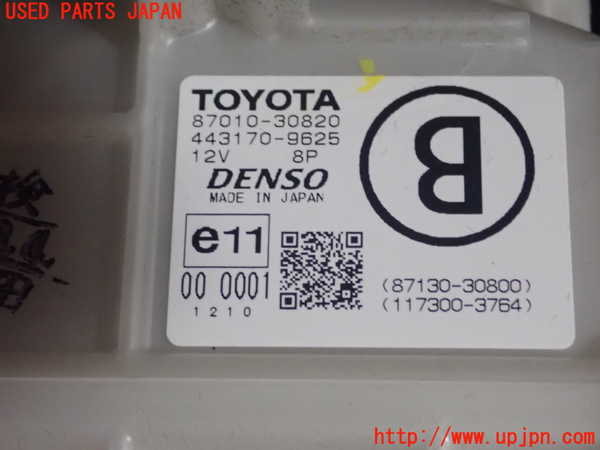 USED PARTS JAPAN
TOYOTA
87010-30820
443170-9625
12V 8P
DENSO
MADE IN JAPAN
B
e11
00 0001
1210
(87130-30800)
(117300-3764)
http://www.upjpn.com/